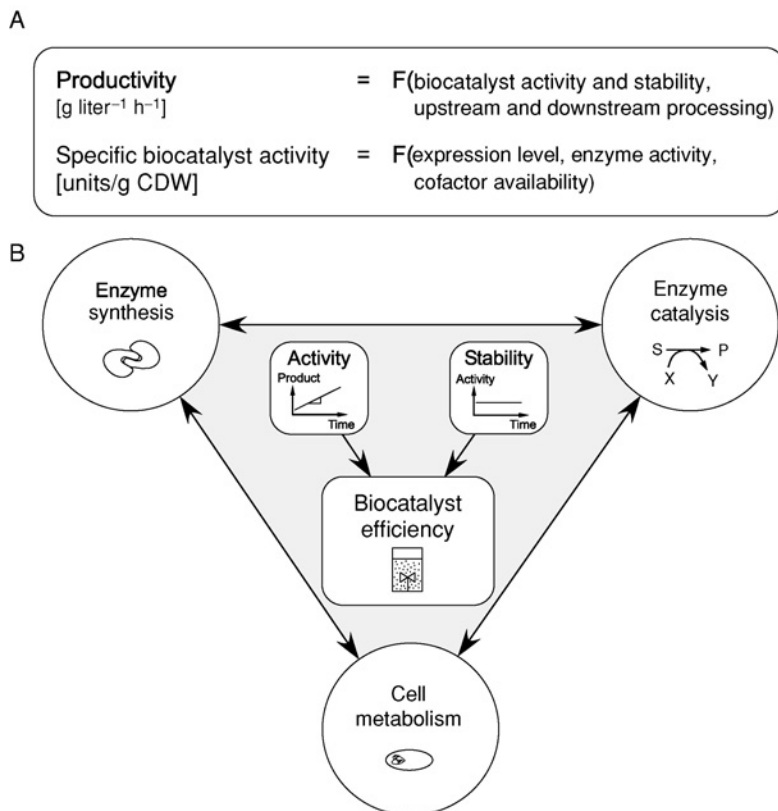 A
Productivity = F(biocatalyst activity and stability,
[g liter⁻¹ h⁻¹] upstream and downstream processing)
Specific biocatalyst activity = F(expression level, enzyme activity,
[units/g CDW] cofactor availability)
B
Enzyme
synthesis
Enzyme
catalysis
S P
X Y
Activity
Product
Time
Stability
Activity
Time
Biocatalyst
efficiency
Cell
metabolism